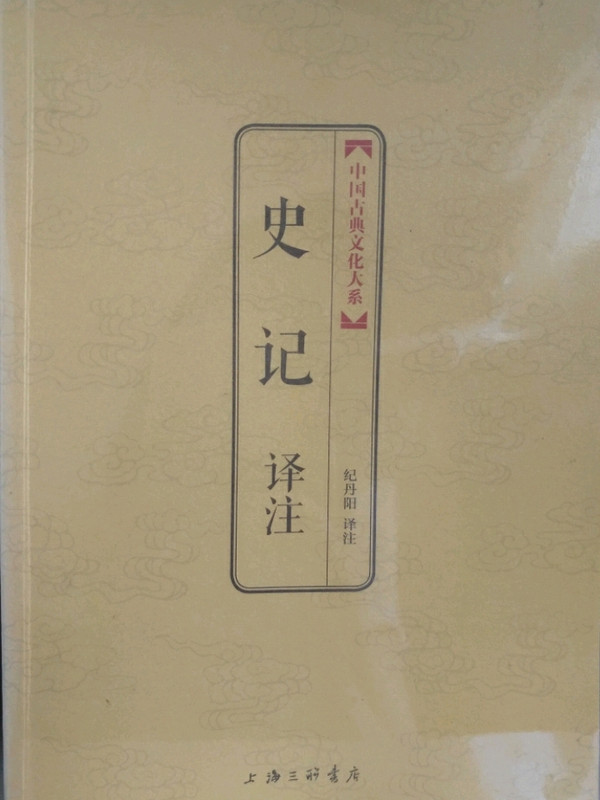 【中国古典文化大系】
史记
译注
纪丹阳 译注
上海三联书店